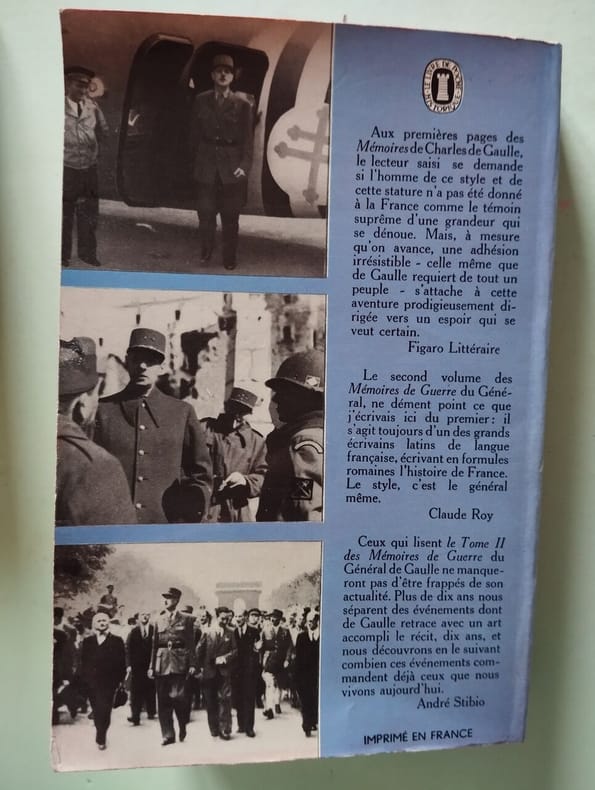 LE LIVRE DE POCHE
HISTORIQUE
Aux premières pages des
Mémoires de Charles de Gaulle,
le lecteur saisi se demande
si l'homme de ce style et de
cette stature n'a pas été donné
à la France comme le témoin
suprême d'une grandeur qui
se dénoue. Mais, à mesure
qu'on avance, une adhésion
irrésistible - celle même que
de Gaulle requiert de tout un
peuple - s'attache à cette
aventure prodigieusement di-
rigée vers un espoir qui se
veut certain.
Figaro Littéraire
Le second volume des
Mémoires de Guerre du Géné-
ral, ne dément point ce que
j'écrivais ici du premier : il
s'agit toujours d'un des grands
écrivains latins de langue
française, écrivant en formules
romaines l'histoire de France.
Le style, c'est le général
même.
Claude Roy
Ceux qui lisent le Tome II
des Mémoires de Guerre du
Général de Gaulle ne manque-
ront pas d'être frappés de son
actualité. Plus de dix ans nous
séparent des événements dont
de Gaulle retrace avec un art
accompli le récit, dix ans, et
nous découvrons en le suivant
combien ces événements com-
mandent déjà ceux que nous
vivons aujourd'hui.
André Stibio
IMPRIMÉ EN FRANCE